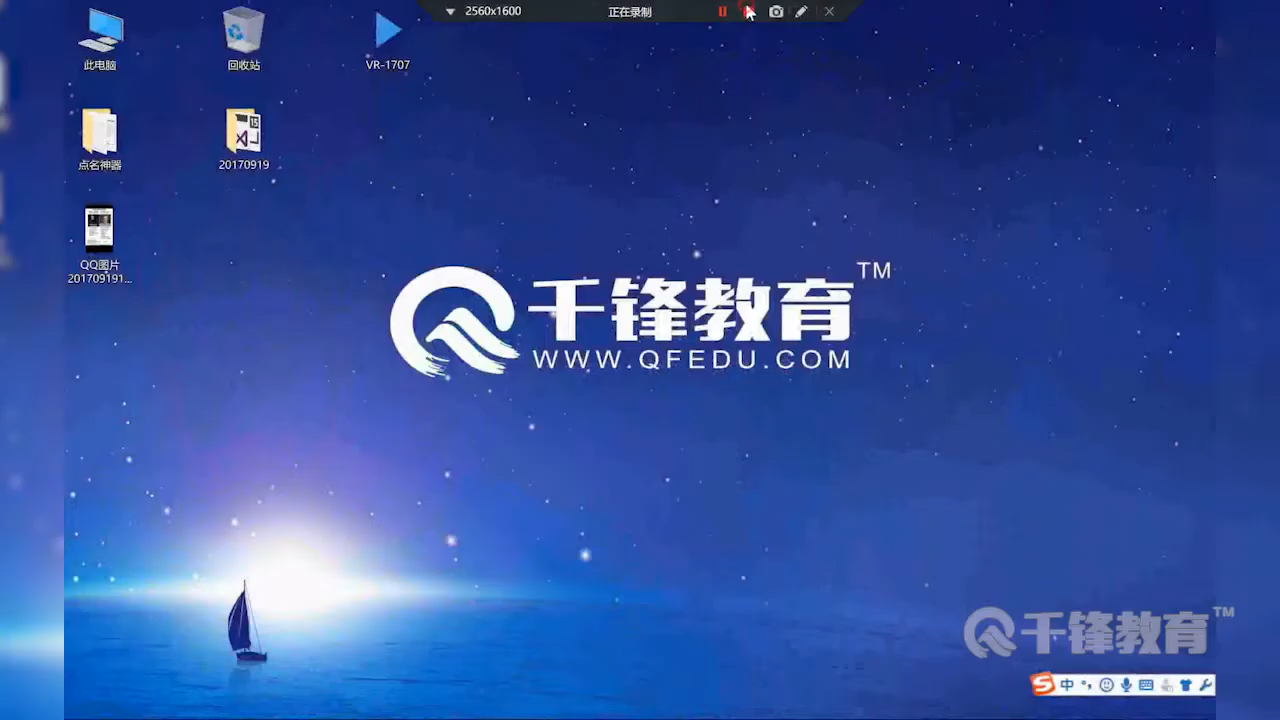 2560x1600
正在录制
此电脑
回收站
VR-1707
点名神器
20170919
QQ图片
201709191...
千锋教育TM
WWW.QFEDU.COM
千锋教育TM
中